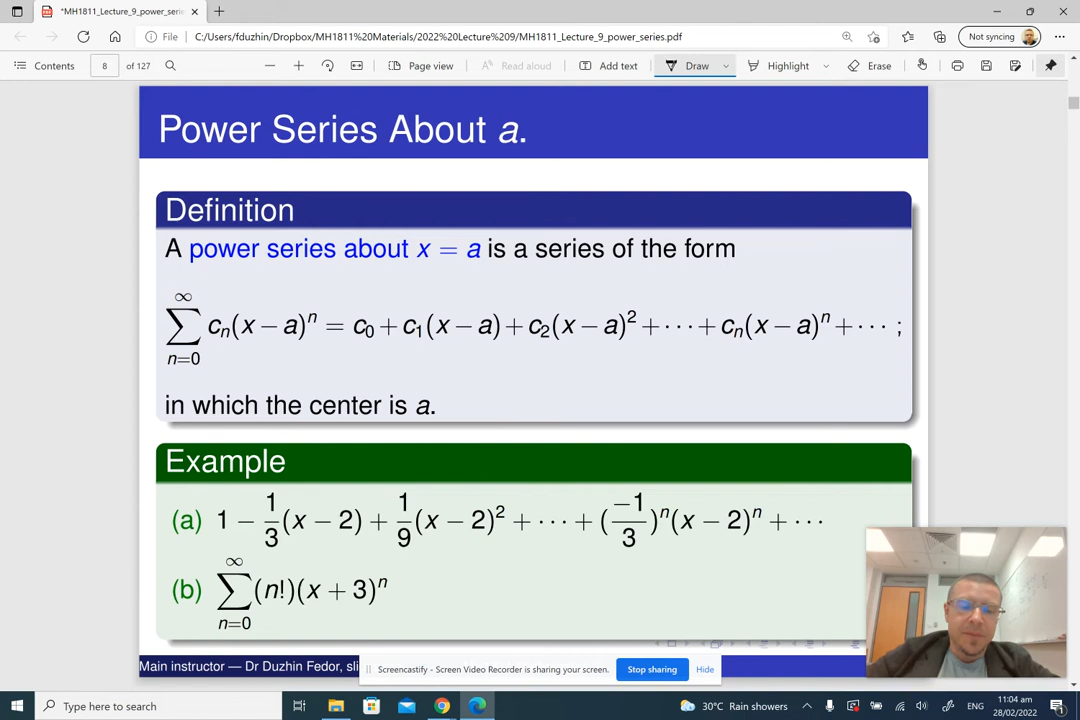 *MH1811_Lecture_9_power_serie
File
C:/Users/fduzhin/Dropbox/MH1811%20Materials/2022%20Lecture%209/MH1811_Lecture_9_power_series.pdf
Not syncing
Contents
8 of 127
Page view
Read aloud
Add text
Draw
Highlight
Erase
Power Series About a.
Definition
A power series about x = a is a series of the form
∑_{n=0}^{∞} c_n(x − a)^n = c_0 + c_1(x − a) + c_2(x − a)^2 + ··· + c_n(x − a)^n + ··· ;
in which the center is a.
Example
(a) 1 − \frac{1}{3}(x − 2) + \frac{1}{9}(x − 2)^2 + ··· + (\frac{−1}{3})^n(x − 2)^n + ···
(b) ∑_{n=0}^{∞} (n!)(x + 3)^n
Main instructor — Dr Duzhin Fedor, sli
Screencastify - Screen Video Recorder is sharing your screen.
Stop sharing
Hide
Type here to search
30°C Rain showers
ENG
11:04 am
28/02/2022